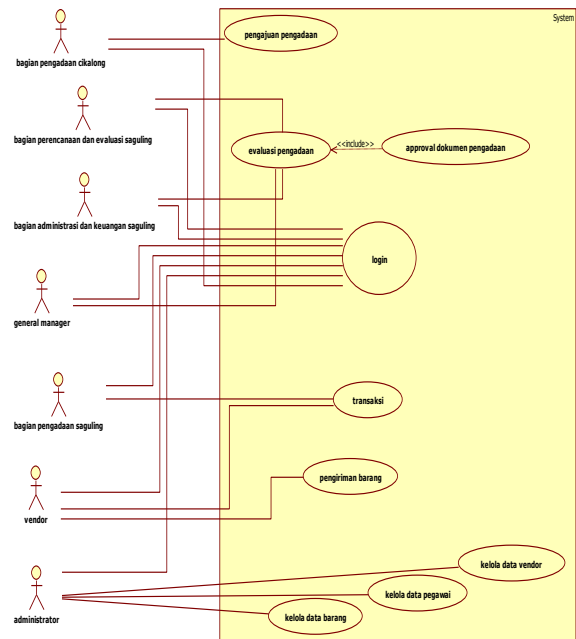 System
bagian pengadaan cikalong
pengajuan pengadaan
bagian perencanaan dan evaluasi saguling
evaluasi pengadaan
<<include>>
approval dokumen pengadaan
bagian administrasi dan keuangan saguling
login
general manager
bagian pengadaan saguling
transaksi
vendor
pengiriman barang
administrator
kelola data vendor
kelola data pegawai
kelola data barang